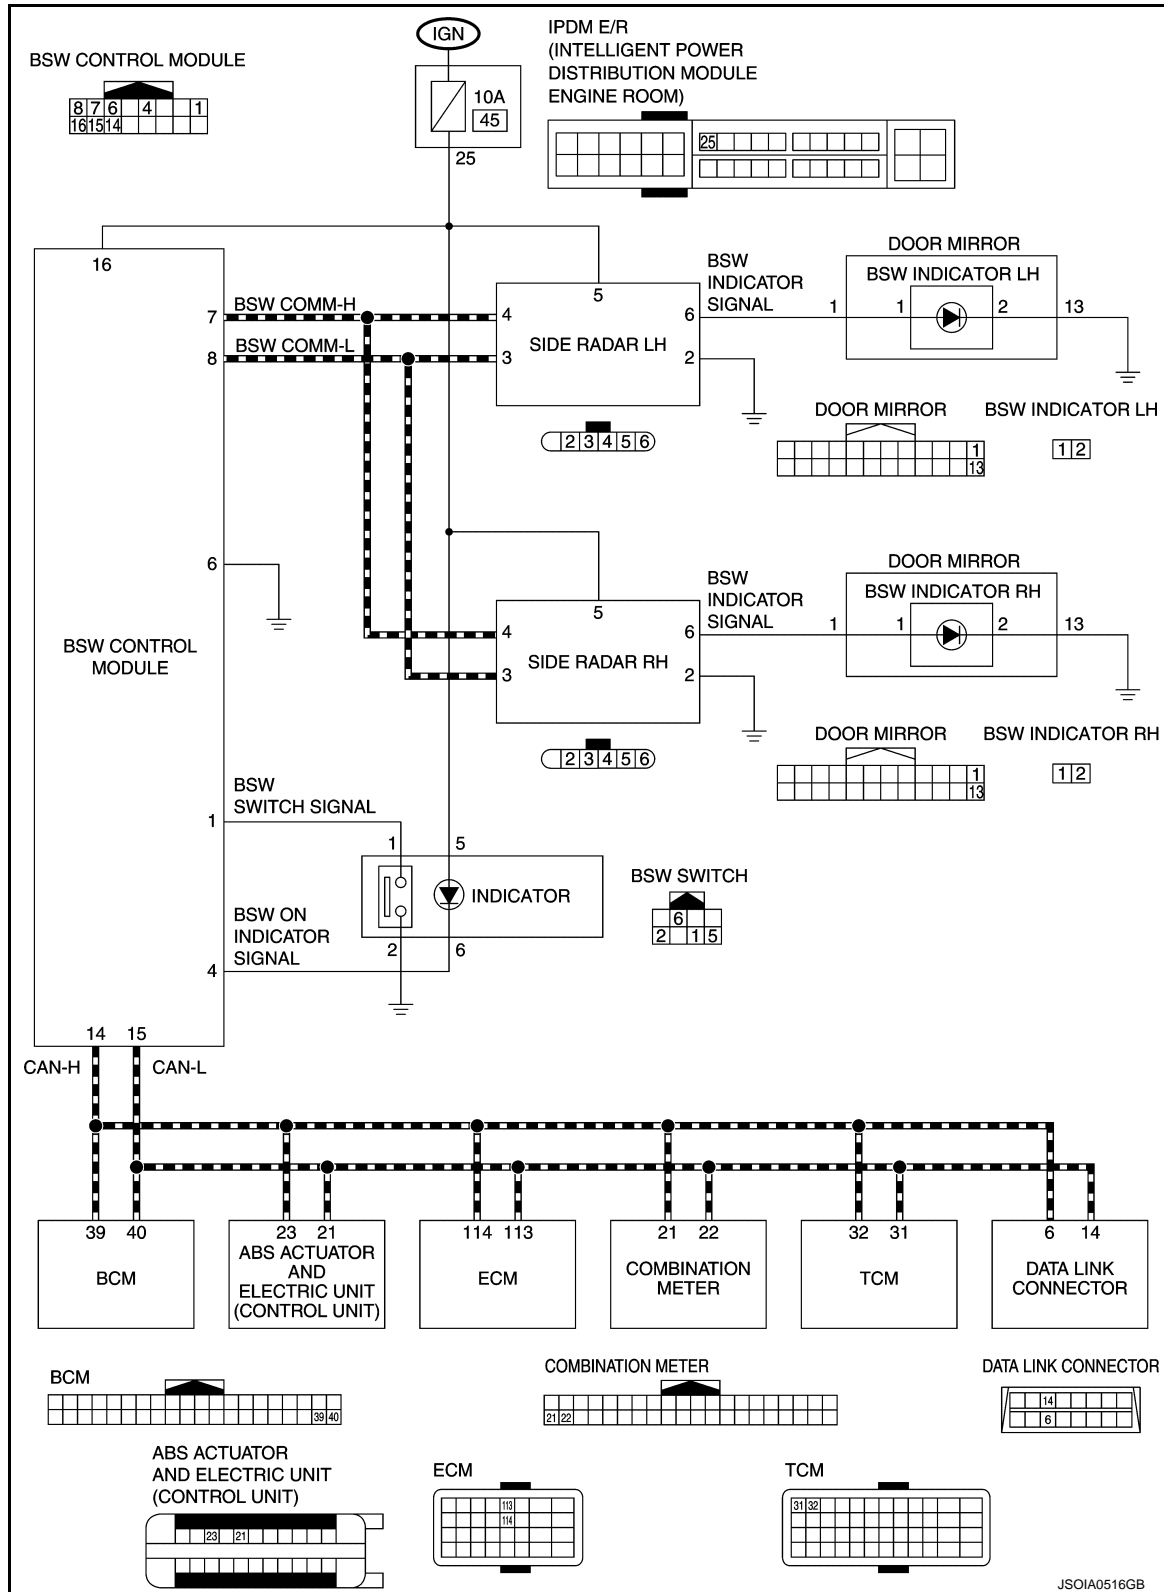 IGN
IPDM E/R
(INTELLIGENT POWER
DISTRIBUTION MODULE
ENGINE ROOM)
BSW CONTROL MODULE
8 7 6 4 1
16 15 14
10A
45
25
25
16
DOOR MIRROR
BSW INDICATOR LH
BSW
INDICATOR
SIGNAL
5
7
BSW COMM-H
4
6
1
1
2
13
8
BSW COMM-L
3
SIDE RADAR LH
2
2 3 4 5 6
DOOR MIRROR
1
13
BSW INDICATOR LH
1 2
6
DOOR MIRROR
BSW INDICATOR RH
BSW
INDICATOR
SIGNAL
5
4
6
1
1
2
13
BSW CONTROL
MODULE
3
SIDE RADAR RH
2
2 3 4 5 6
DOOR MIRROR
1
13
BSW INDICATOR RH
1 2
BSW
SWITCH SIGNAL
1
1
5
INDICATOR
BSW SWITCH
6
2 1 5
BSW ON
INDICATOR
SIGNAL
4
2
6
14 15
CAN-H
CAN-L
39 40
BCM
23 21
ABS ACTUATOR
AND
ELECTRIC UNIT
(CONTROL UNIT)
114 113
ECM
21 22
COMBINATION
METER
32 31
TCM
6 14
DATA LINK
CONNECTOR
BCM
39 40
COMBINATION METER
21 22
DATA LINK CONNECTOR
14
6
ABS ACTUATOR
AND ELECTRIC UNIT
(CONTROL UNIT)
23 21
ECM
113
114
TCM
31 32
JSOIA0516GB